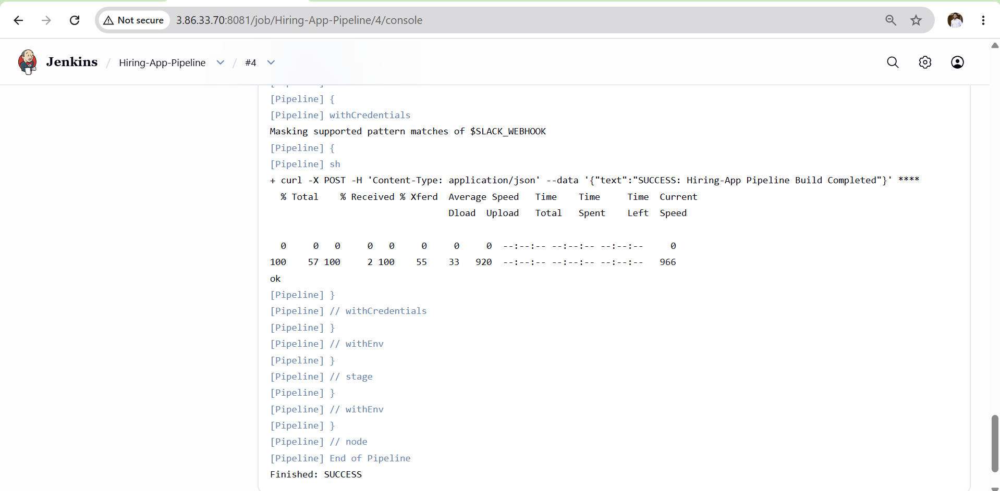 Not secure 3.86.33.70:8081/job/Hiring-App-Pipeline/4/console
Jenkins / Hiring-App-Pipeline / #4
[Pipeline] {
[Pipeline] withCredentials
Masking supported pattern matches of $SLACK_WEBHOOK
[Pipeline] {
[Pipeline] sh
+ curl -X POST -H 'Content-Type: application/json' --data '{"text":"SUCCESS: Hiring-App Pipeline Build Completed"}' ****
% Total % Received % Xferd Average Speed Time Time Time Current
Dload Upload Total Spent Left Speed
0 0 0 0 0 0 0 0 --:--:-- --:--:-- --:--:-- 0
100 57 100 2 100 55 33 920 --:--:-- --:--:-- --:--:-- 966
ok
[Pipeline] }
[Pipeline] // withCredentials
[Pipeline] }
[Pipeline] // withEnv
[Pipeline] }
[Pipeline] // stage
[Pipeline] }
[Pipeline] // withEnv
[Pipeline] }
[Pipeline] // node
[Pipeline] End of Pipeline
Finished: SUCCESS